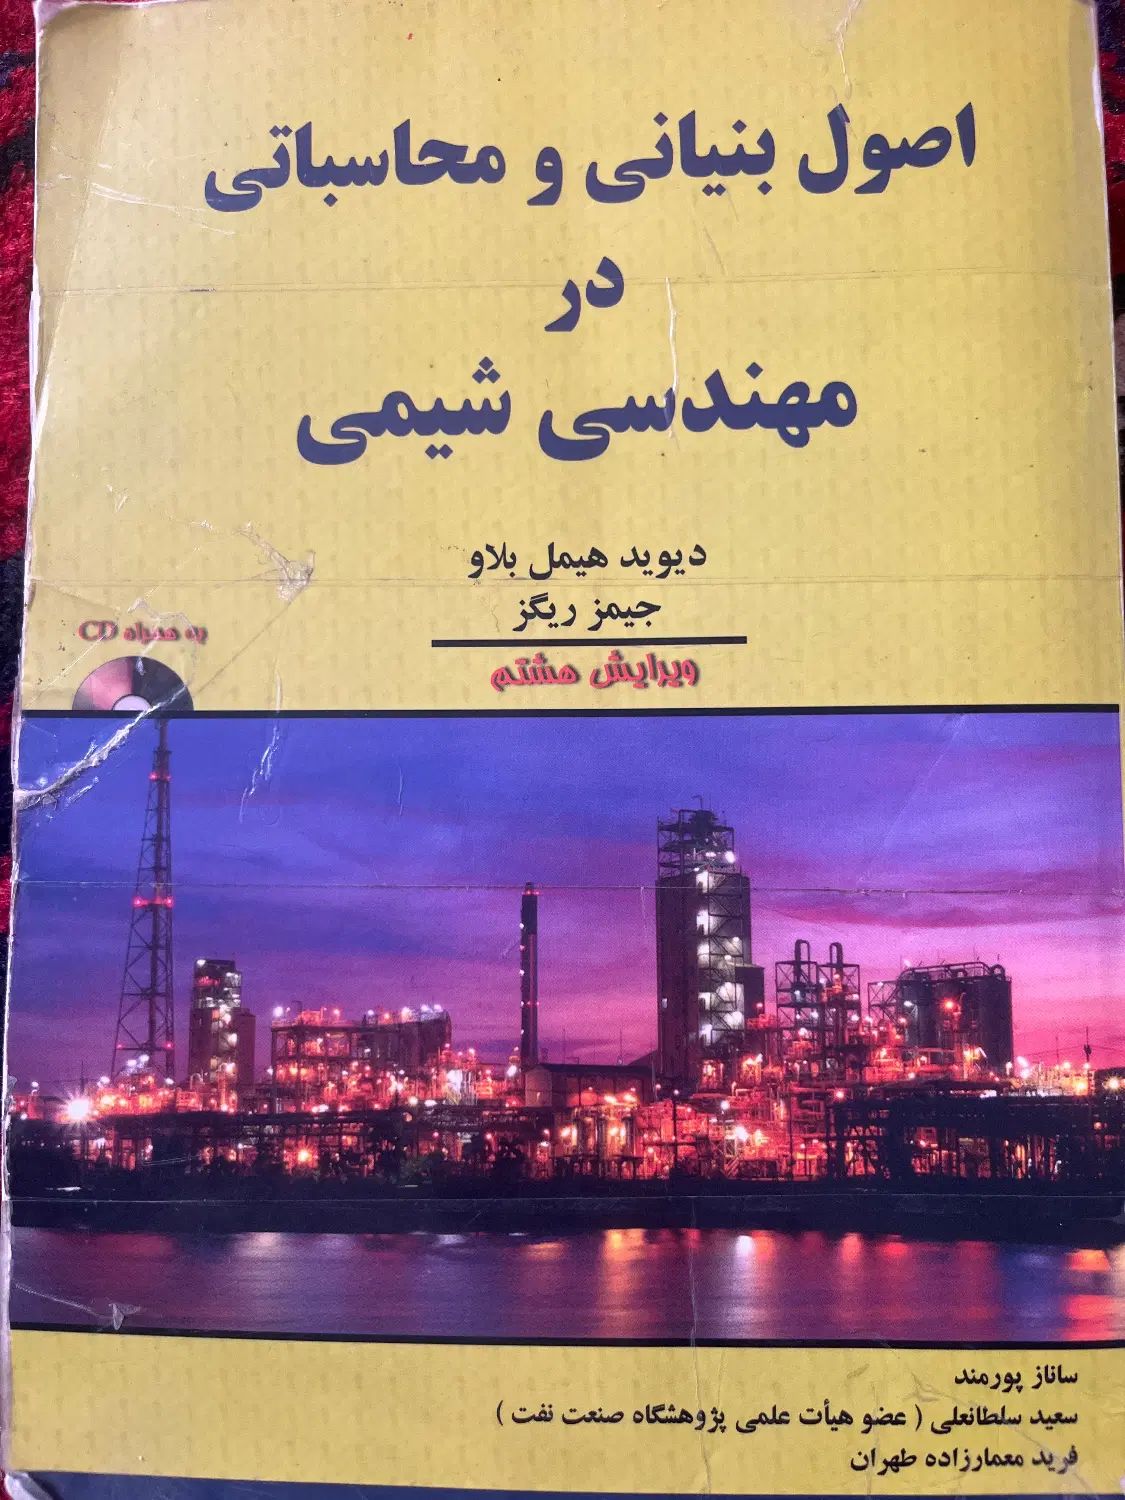 اصول بنیانی و محاسباتی
در
مهندسی شیمی
دیوید هیمل بلاو
جیمز ریگز
ویرایش هشتم
به همراه CD
ساناز پورمند
سعید سلطانعلی ( عضو هیأت علمی پژوهشگاه صنعت نفت )
فرید معمارزاده طهران